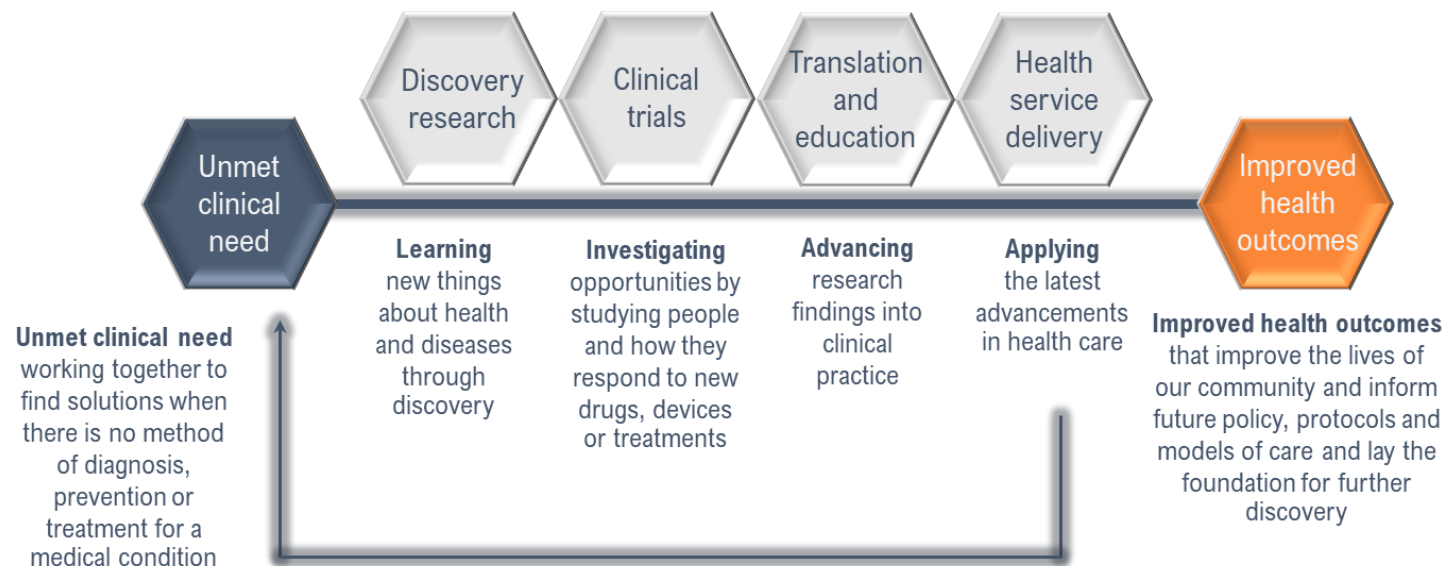 Unmet
clinical
need
Discovery
research
Clinical
trials
Translation
and
education
Health
service
delivery
Improved
health
outcomes
Unmet clinical need
working together to
find solutions when
there is no method
of diagnosis,
prevention or
treatment for a
medical condition
Learning
new things
about health
and diseases
through
discovery
Investigating
opportunities by
studying people
and how they
respond to new
drugs, devices
or treatments
Advancing
research
findings into
clinical
practice
Applying
the latest
advancements
in health care
Improved health outcomes
that improve the lives of
our community and inform
future policy, protocols and
models of care and lay the
foundation for further
discovery